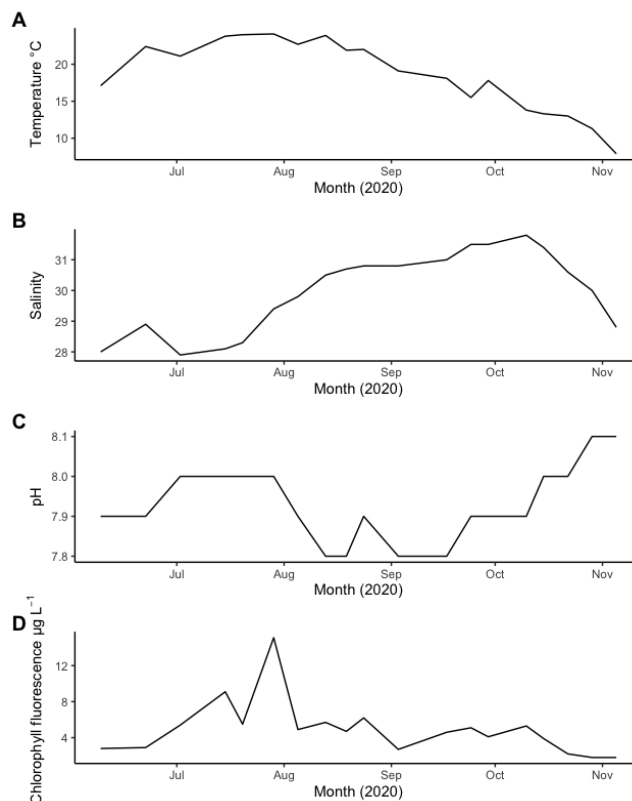 A
Temperature °C
20
15
10
Jul Aug Sep Oct Nov
Month (2020)
B
Salinity
31
30
29
28
Jul Aug Sep Oct Nov
Month (2020)
C
pH
8.1
8.0
7.9
7.8
Jul Aug Sep Oct Nov
Month (2020)
D
Chlorophyll fluorescence µg L⁻¹
12
8
4
Jul Aug Sep Oct Nov
Month (2020)